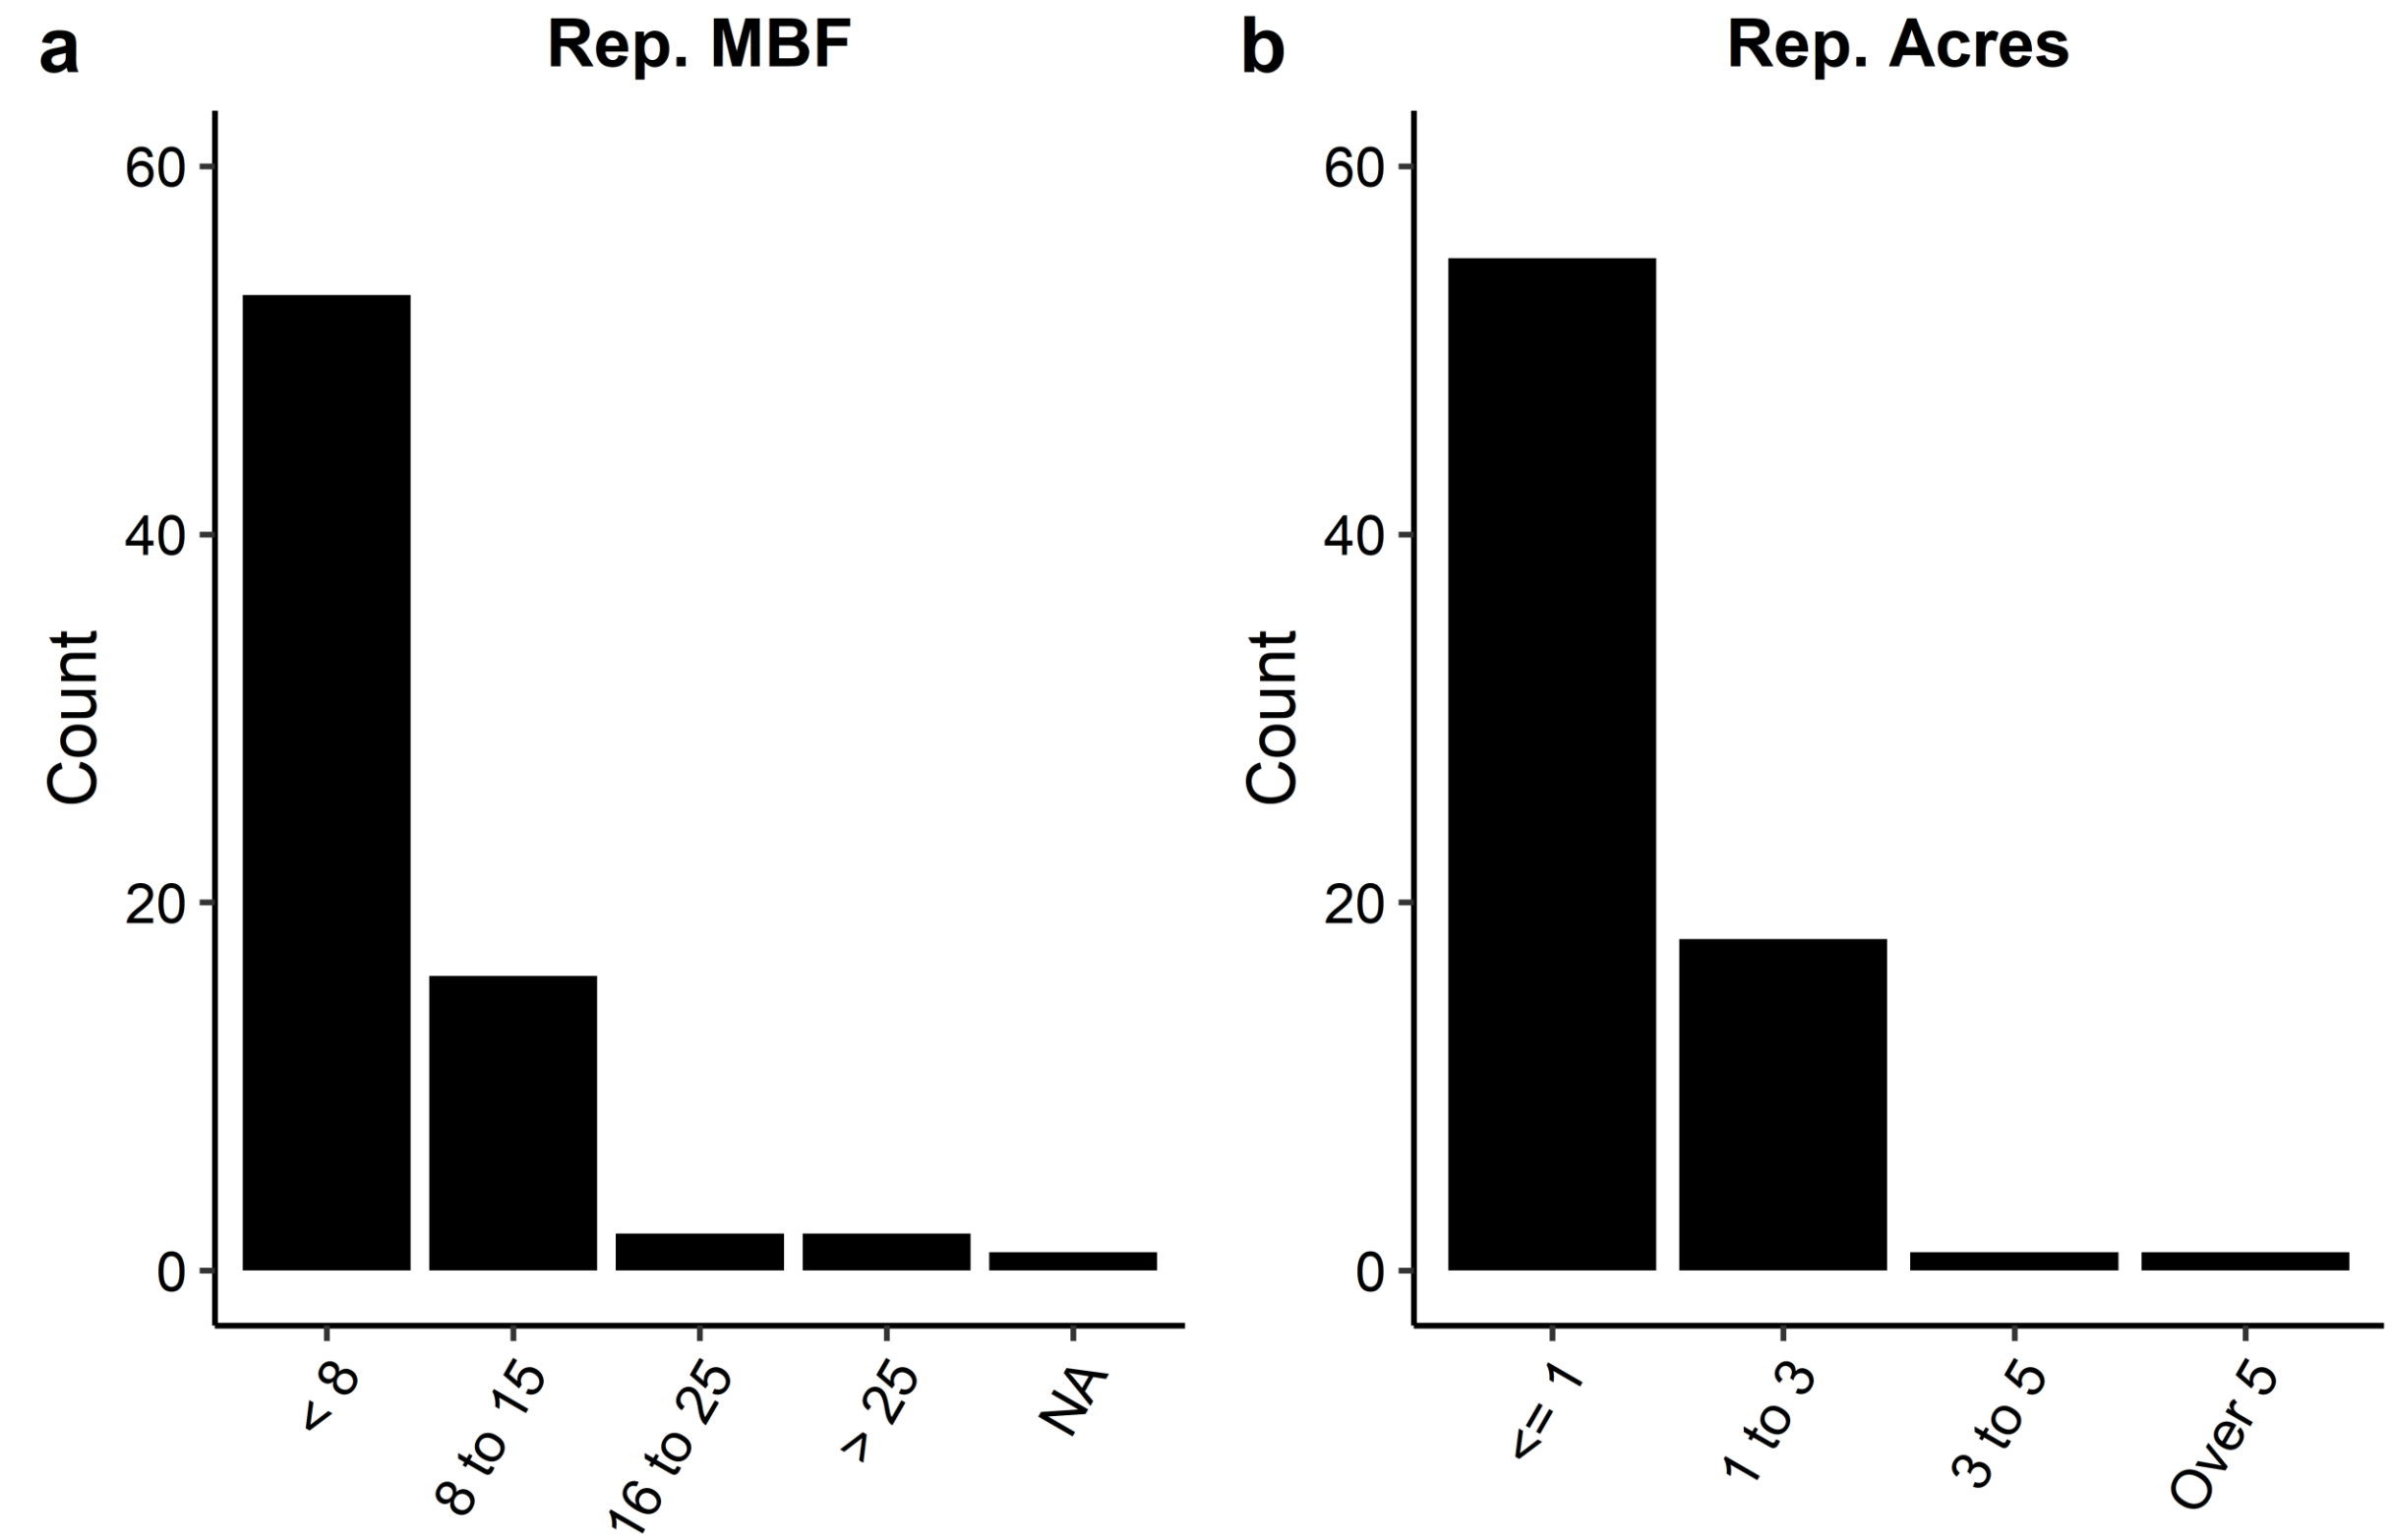 a
Rep. MBF
60
40
20
0
Count
< 8
8 to 15
16 to 25
> 25
NA
b
Rep. Acres
60
40
20
0
Count
<= 1
1 to 3
3 to 5
Over 5